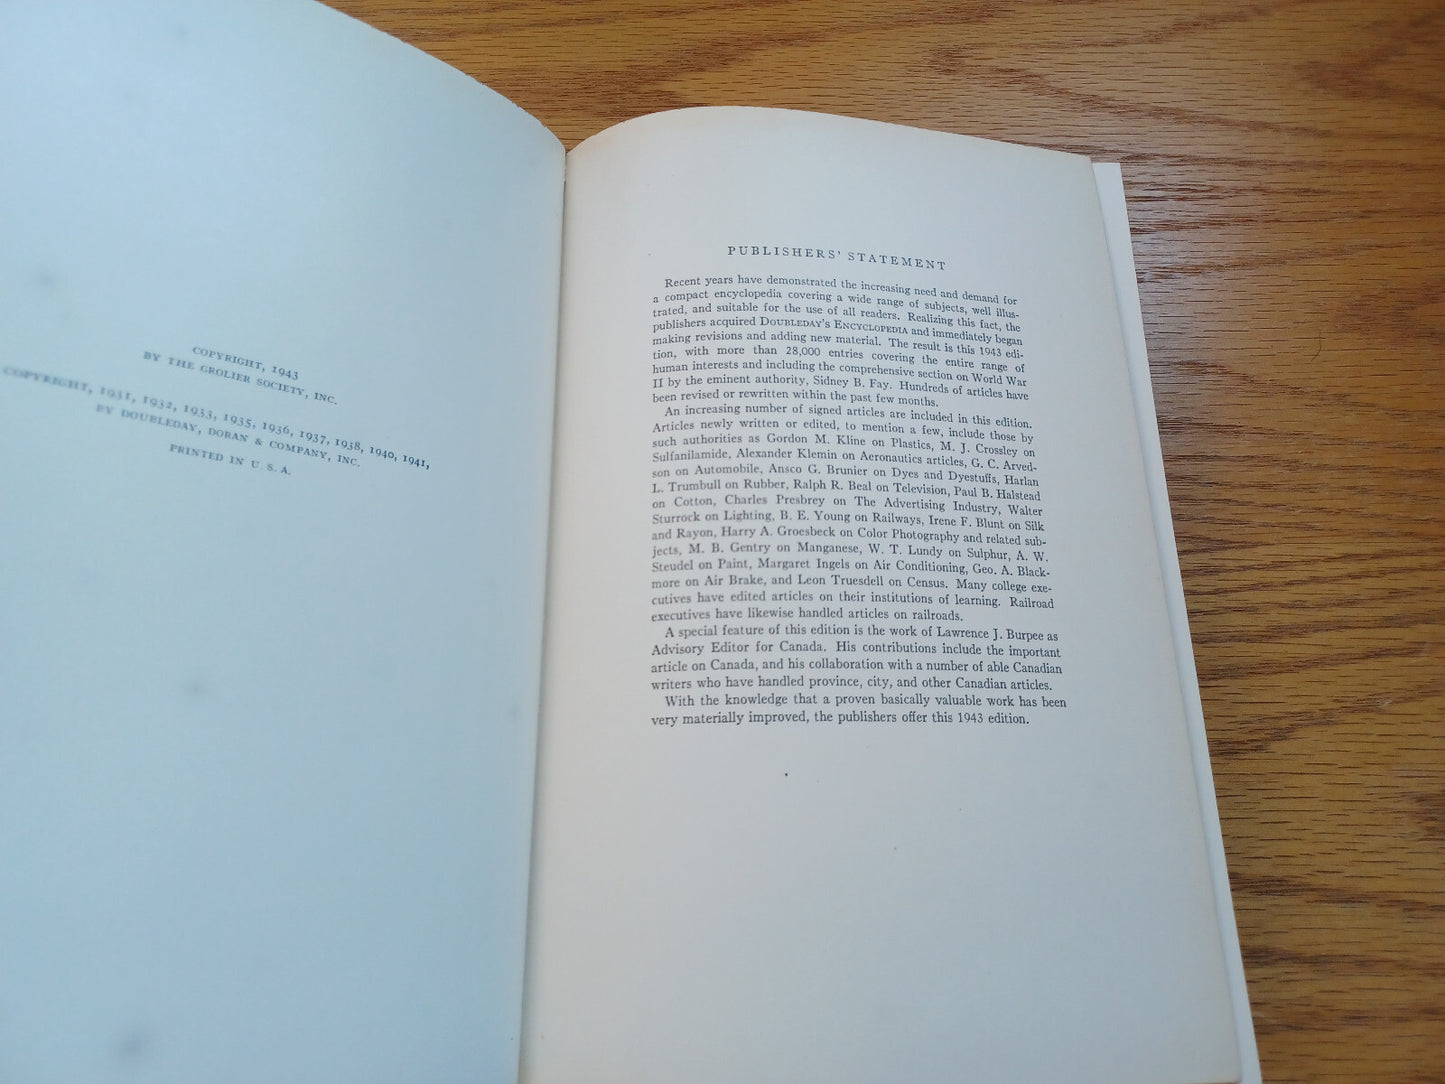 COPYRIGHT, 1943
BY THE GROLIER SOCIETY, INC.
COPYRIGHT, 1931, 1932, 1933, 1935, 1936, 1937, 1938, 1940, 1941,
BY DOUBLEDAY, DORAN & COMPANY, INC.
PRINTED IN U. S. A.
PUBLISHERS' STATEMENT
Recent years have demonstrated the increasing need and demand for
a compact encyclopedia covering a wide range of subjects, well illus-
trated, and suitable for the use of all readers. Realizing this fact, the
publishers acquired DOUBLEDAY'S ENCYCLOPEDIA and immediately began
making revisions and adding new material. The result is this 1943 edi-
tion, with more than 28,000 entries covering the entire range of
human interests and including the comprehensive section on World War
II by the eminent authority, Sidney B. Fay. Hundreds of articles have
been revised or rewritten within the past few months.
An increasing number of signed articles are included in this edition.
Articles newly written or edited, to mention a few, include those by
such authorities as Gordon M. Kline on Plastics, M. J. Crossley on
Sulfanilamide, Alexander Klemin on Aeronautics articles, G. C. Arved-
son on Automobile, Ansco G. Brunier on Dyes and Dyestuffs, Harlan
L. Trumbull on Rubber, Ralph R. Beal on Television, Paul B. Halstead
on Cotton, Charles Presbrey on The Advertising Industry, Walter
Sturrock on Lighting, B. E. Young on Railways, Irene F. Blunt on Silk
and Rayon, Harry A. Groesbeck on Color Photography and related sub-
jects, M. B. Gentry on Manganese, W. T. Lundy on Sulphur, A. W.
Steudel on Paint, Margaret Ingels on Air Conditioning, Geo. A. Black-
more on Air Brake, and Leon Truesdell on Census. Many college exe-
cutives have edited articles on their institutions of learning. Railroad
executives have likewise handled articles on railroads.
A special feature of this edition is the work of Lawrence J. Burpee as
Advisory Editor for Canada. His contributions include the important
article on Canada, and his collaboration with a number of able Canadian
writers who have handled province, city, and other Canadian articles.
With the knowledge that a proven basically valuable work has been
very materially improved, the publishers offer this 1943 edition.